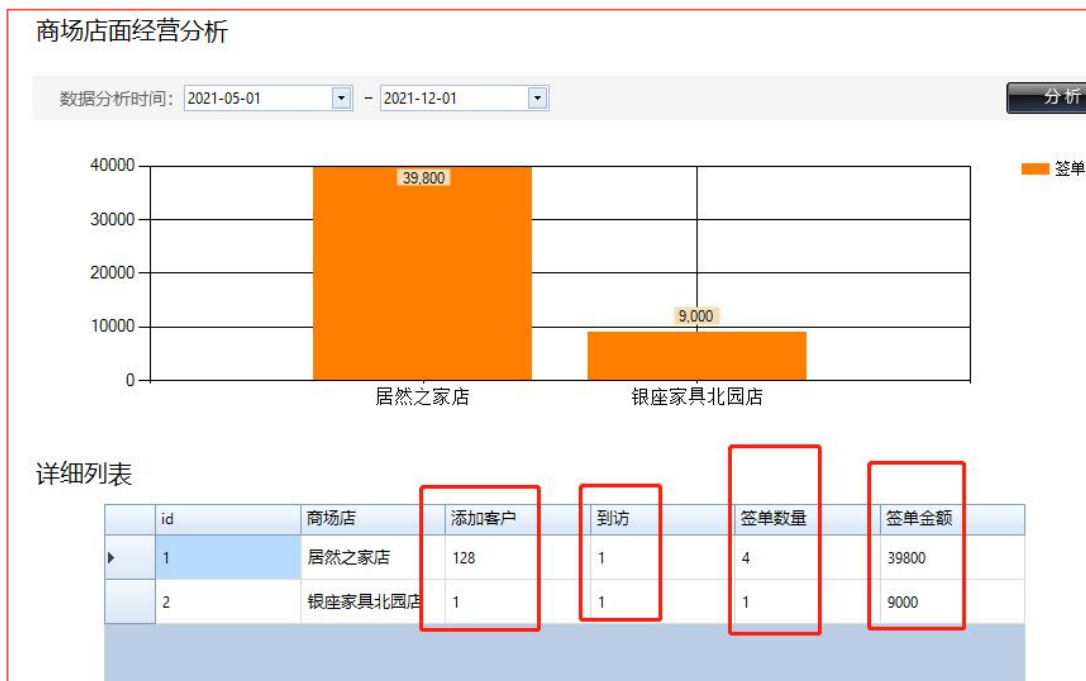 商场店面经营分析
数据分析时间: 2021-05-01 - 2021-12-01 分析
40000
39,800
签单
30000
20000
10000
9,000
0
居然之家店 银座家具北园店
详细列表
id 商场店 添加客户 到访 签单数量 签单金额
1 居然之家店 128 1 4 39800
2 银座家具北园店 1 1 1 9000